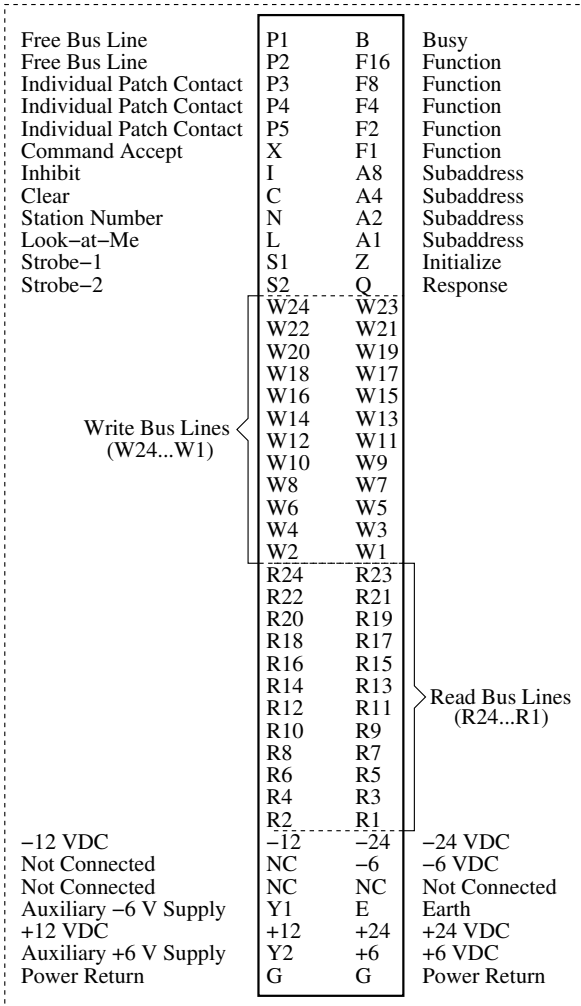 Free Bus Line P1 B Busy
Free Bus Line P2 F16 Function
Individual Patch Contact P3 F8 Function
Individual Patch Contact P4 F4 Function
Individual Patch Contact P5 F2 Function
Command Accept X F1 Function
Inhibit I A8 Subaddress
Clear C A4 Subaddress
Station Number N A2 Subaddress
Look−at−Me L A1 Subaddress
Strobe−1 S1 Z Initialize
Strobe−2 S2 Q Response
W24 W23
W22 W21
W20 W19
W18 W17
W16 W15
W14 W13
Write Bus Lines
W12 W11
(W24...W1)
W10 W9
W8 W7
W6 W5
W4 W3
W2 W1
R24 R23
R22 R21
R20 R19
R18 R17
R16 R15
R14 R13
Read Bus Lines
R12 R11
(R24...R1)
R10 R9
R8 R7
R6 R5
R4 R3
R2 R1
−12 VDC −12 −24 −24 VDC
Not Connected NC −6 −6 VDC
Not Connected NC NC Not Connected
Auxiliary −6 V Supply Y1 E Earth
+12 VDC +12 +24 +24 VDC
Auxiliary +6 V Supply Y2 +6 +6 VDC
Power Return G G Power Return